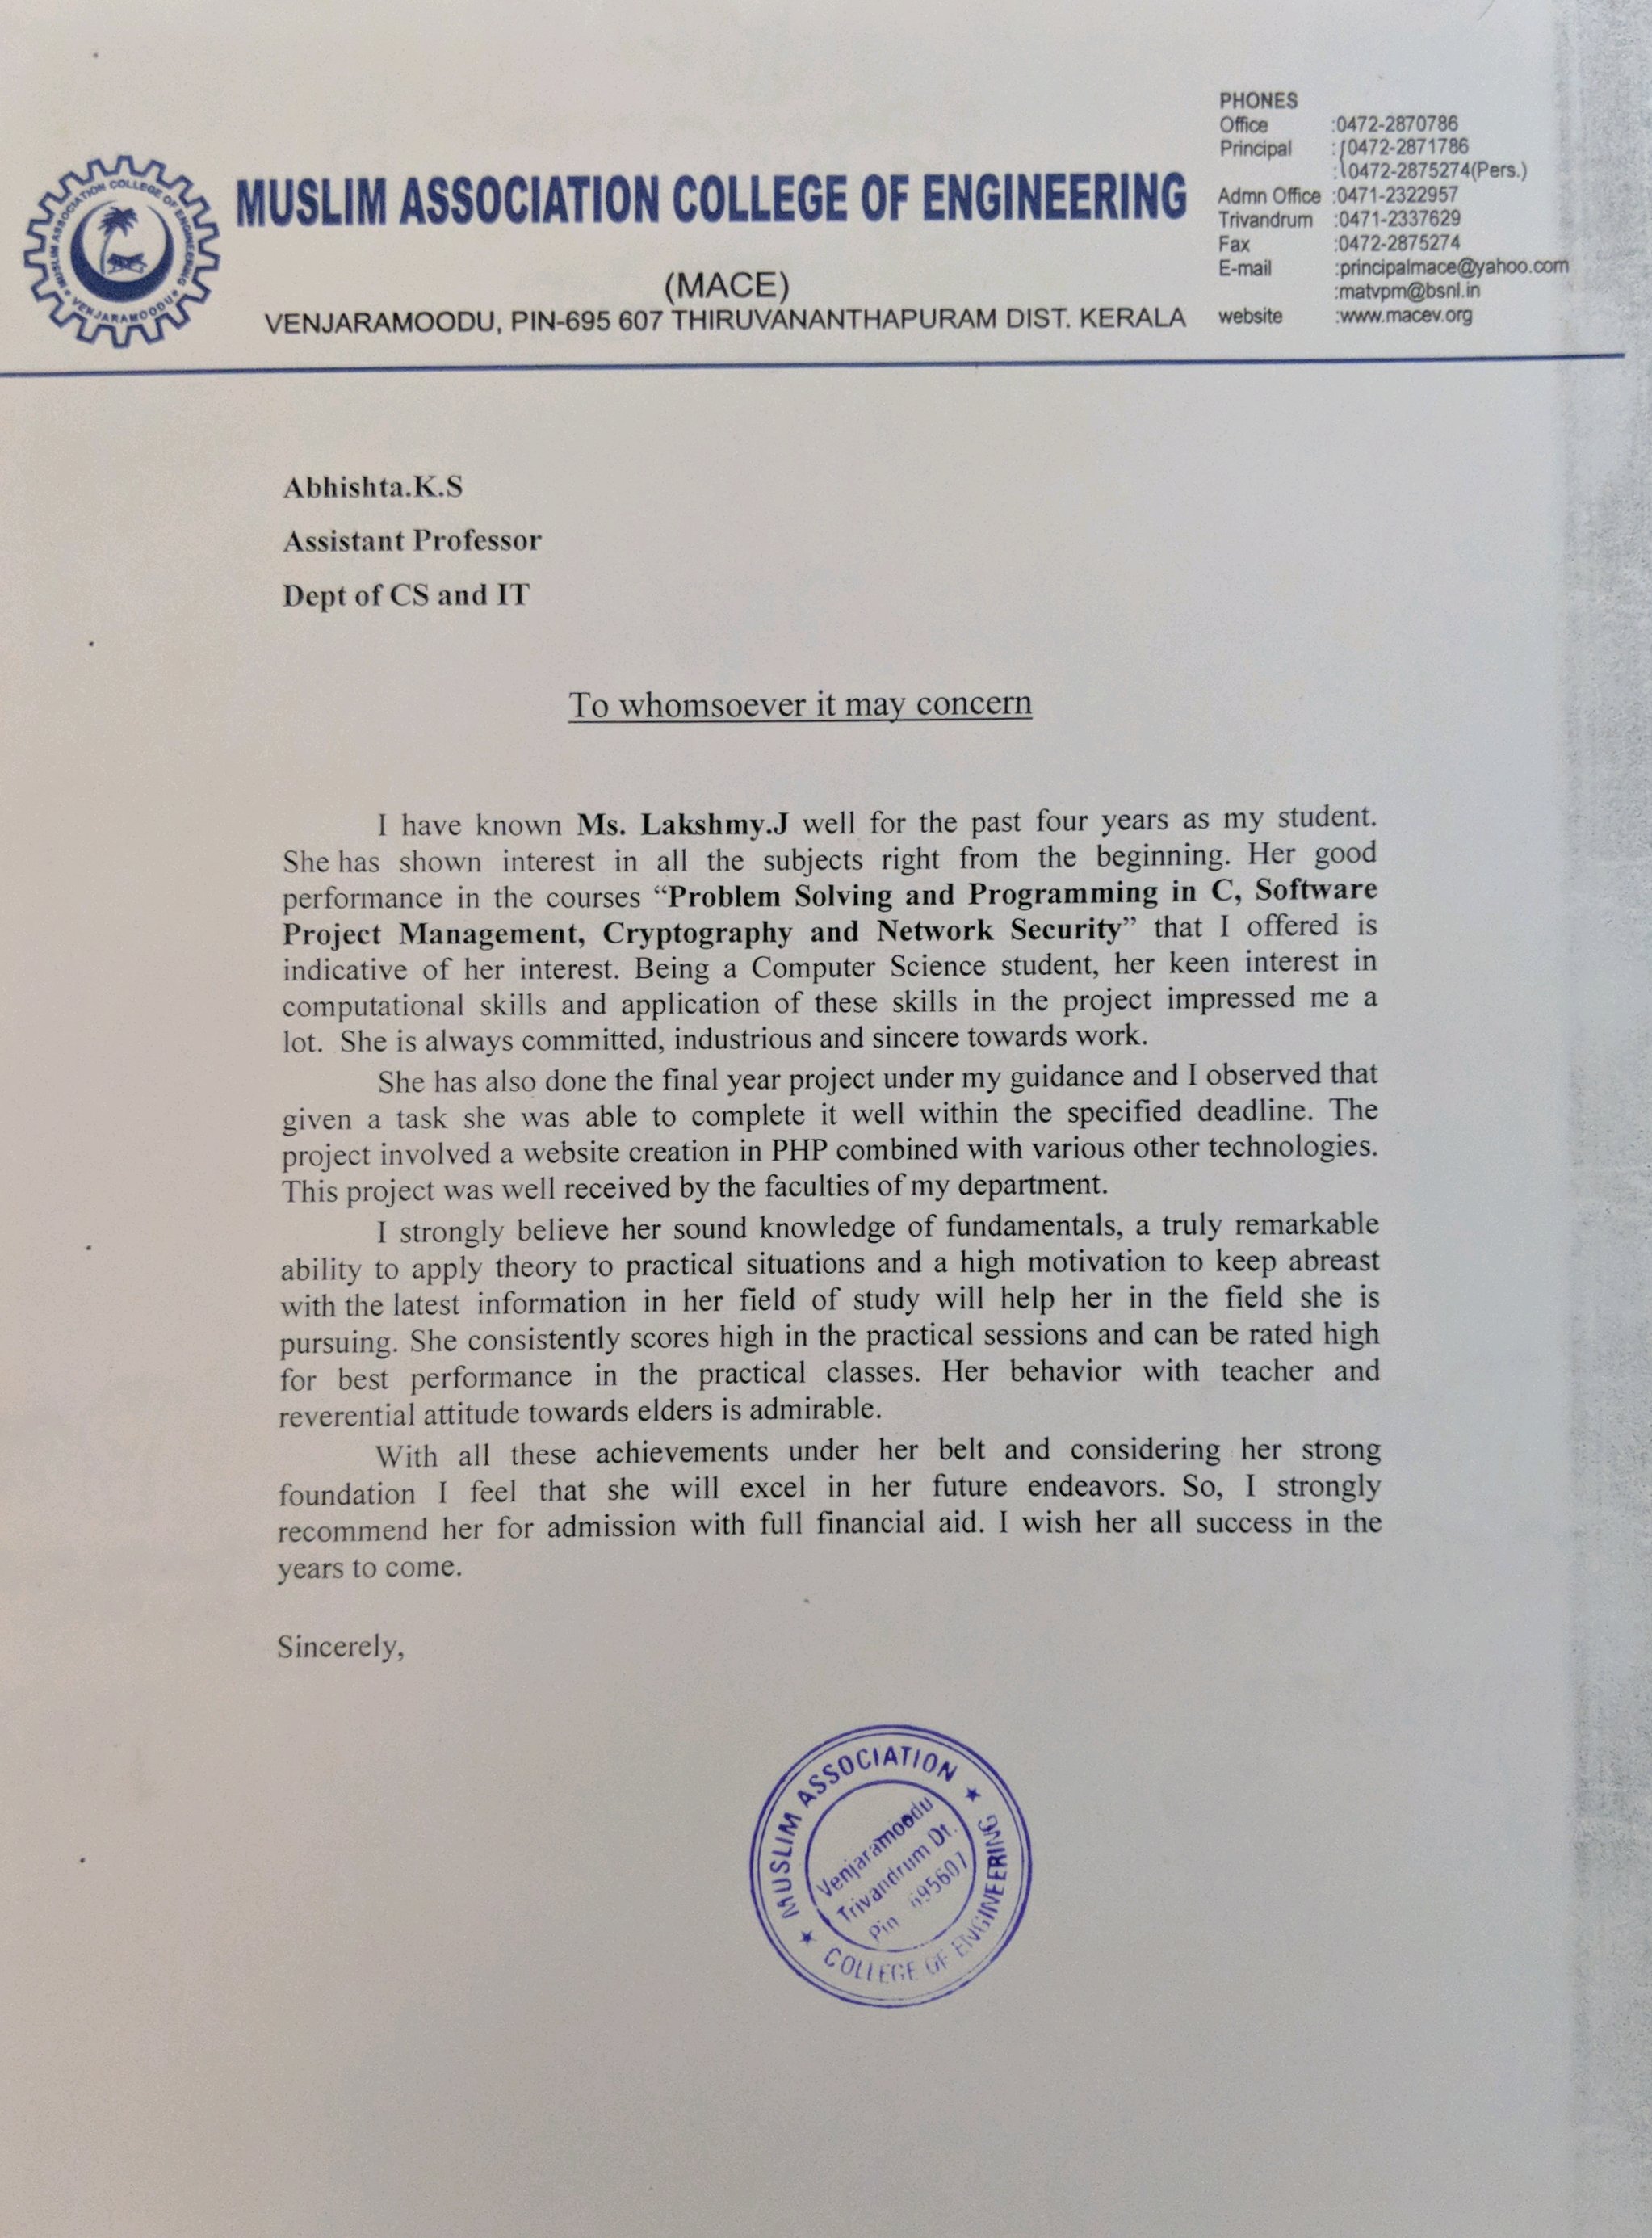 PHONES
Office :0472-2870786
Principal :{0472-2871786
:{0472-2875274(Pers.)
Admn Office :0471-2322957
Trivandrum :0471-2337629
Fax :0472-2875274
E-mail :principalmace@yahoo.com
:matvpm@bsnl.in
website :www.macev.org
MUSLIM ASSOCIATION COLLEGE OF ENGINEERING
VENJARAMOODU
MUSLIM ASSOCIATION COLLEGE OF ENGINEERING
(MACE)
VENJARAMOODU, PIN-695 607 THIRUVANANTHAPURAM DIST. KERALA
Abhishta.K.S
Assistant Professor
Dept of CS and IT
To whomsoever it may concern
I have known Ms. Lakshmy.J well for the past four years as my student.
She has shown interest in all the subjects right from the beginning. Her good
performance in the courses “Problem Solving and Programming in C, Software
Project Management, Cryptography and Network Security” that I offered is
indicative of her interest. Being a Computer Science student, her keen interest in
computational skills and application of these skills in the project impressed me a
lot. She is always committed, industrious and sincere towards work.
She has also done the final year project under my guidance and I observed that
given a task she was able to complete it well within the specified deadline. The
project involved a website creation in PHP combined with various other technologies.
This project was well received by the faculties of my department.
I strongly believe her sound knowledge of fundamentals, a truly remarkable
ability to apply theory to practical situations and a high motivation to keep abreast
with the latest information in her field of study will help her in the field she is
pursuing. She consistently scores high in the practical sessions and can be rated high
for best performance in the practical classes. Her behavior with teacher and
reverential attitude towards elders is admirable.
With all these achievements under her belt and considering her strong
foundation I feel that she will excel in her future endeavors. So, I strongly
recommend her for admission with full financial aid. I wish her all success in the
years to come.
Sincerely,
★ MUSLIM ASSOCIATION ★
COLLEGE OF ENGINEERING
Venjaramoodu
Trivandrum Dt.
Pin 695607